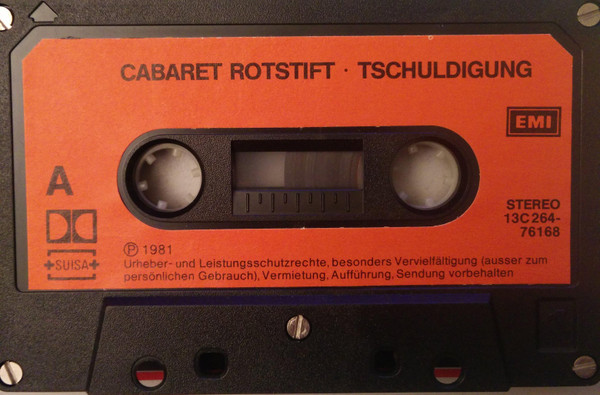 CABARET ROTSTIFT · TSCHULDIGUNG
EMI
A
STEREO
13C 264-
76168
+SUISA+
Ⓟ 1981
Urheber- und Leistungsschutzrechte, besonders Vervielfältigung (ausser zum
persönlichen Gebrauch), Vermietung, Aufführung, Sendung vorbehalten